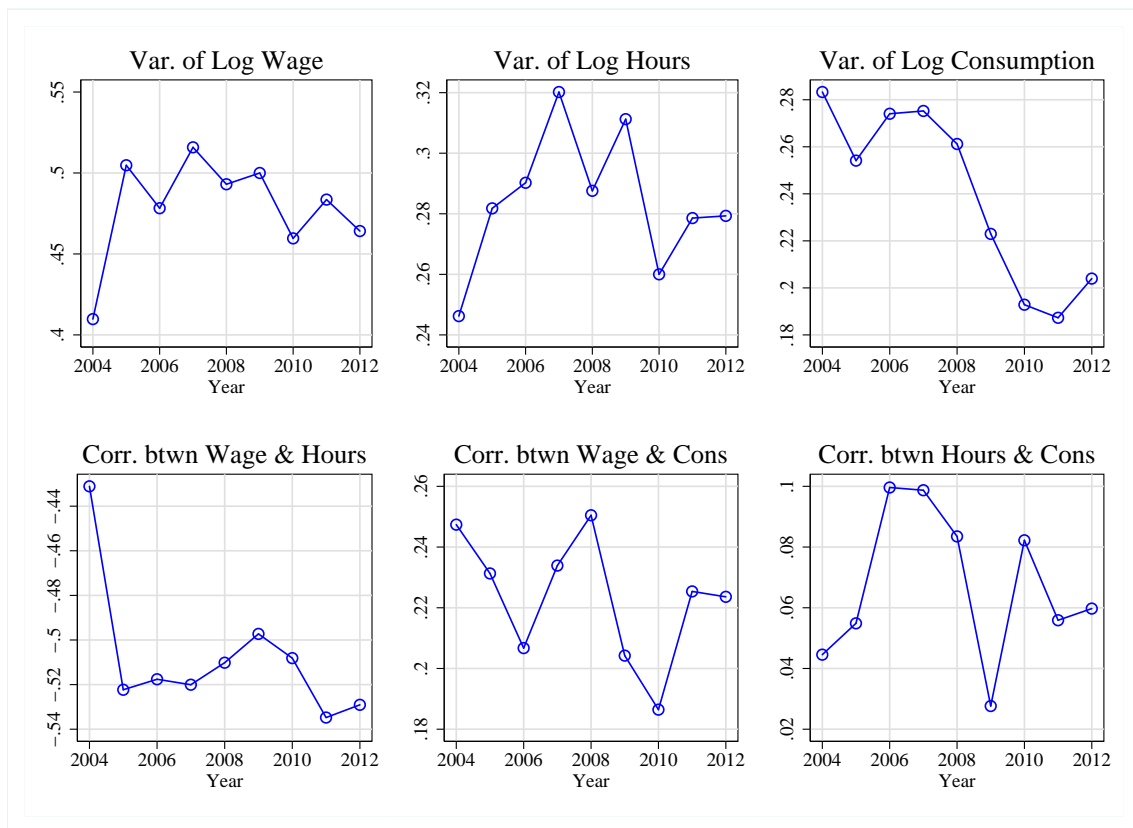 Var. of Log Wage
.55
.5
.45
.4
2004 2006 2008 2010 2012
Year
Var. of Log Hours
.32
.3
.28
.26
.24
2004 2006 2008 2010 2012
Year
Var. of Log Consumption
.28
.26
.24
.22
.2
.18
2004 2006 2008 2010 2012
Year
Corr. btwn Wage & Hours
−.44
−.46
−.48
−.5
−.52
−.54
2004 2006 2008 2010 2012
Year
Corr. btwn Wage & Cons
.26
.24
.22
.2
.18
2004 2006 2008 2010 2012
Year
Corr. btwn Hours & Cons
.1
.08
.06
.04
.02
2004 2006 2008 2010 2012
Year